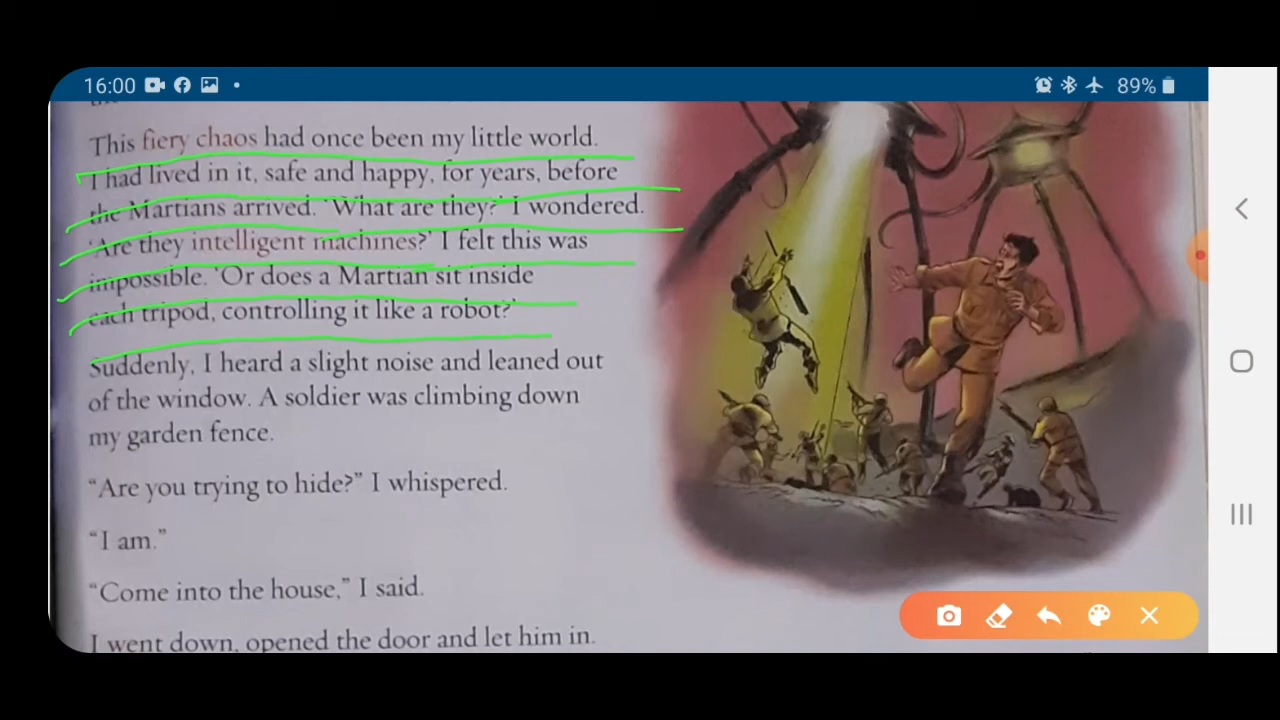 16:00
89%
This fiery chaos had once been my little world.
I had lived in it, safe and happy, for years, before
the Martians arrived. 'What are they?' I wondered.
'Are they intelligent machines?' I felt this was
impossible. 'Or does a Martian sit inside
each tripod, controlling it like a robot?'
Suddenly, I heard a slight noise and leaned out
of the window. A soldier was climbing down
my garden fence.
"Are you trying to hide?" I whispered.
"I am."
"Come into the house," I said.
I went down, opened the door and let him in.